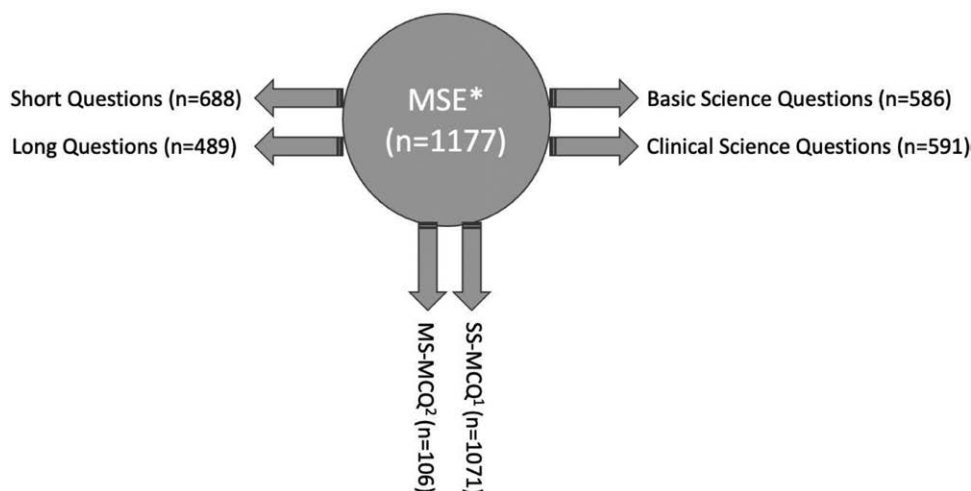 Short Questions (n=688)
Long Questions (n=489)
MSE*
(n=1177)
Basic Science Questions (n=586)
Clinical Science Questions (n=591)
MS-MCQ² (n=106)
SS-MCQ¹ (n=1071)